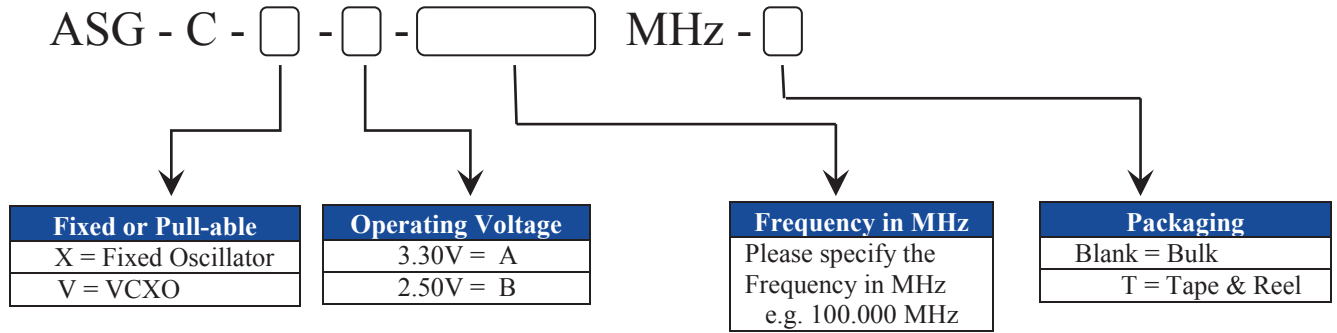 ASG - C - - - MHz -
Fixed or Pull-able
X = Fixed Oscillator
V = VCXO
Operating Voltage
3.30V = A
2.50V = B
Frequency in MHz
Please specify the
Frequency in MHz
e.g. 100.000 MHz
Packaging
Blank = Bulk
T = Tape & Reel